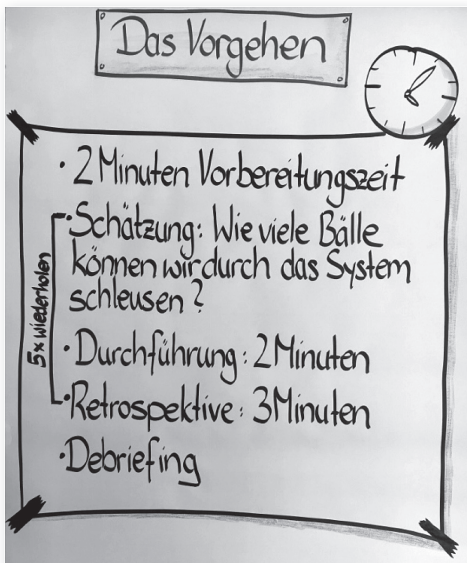 Das Vorgehen
· 2 Minuten Vorbereitungszeit
· Schätzung: Wie viele Bälle
können wir durch das System
schleusen?
· Durchführung: 2 Minuten
· Retrospektive: 3 Minuten
· Debriefing
5x wiederholen